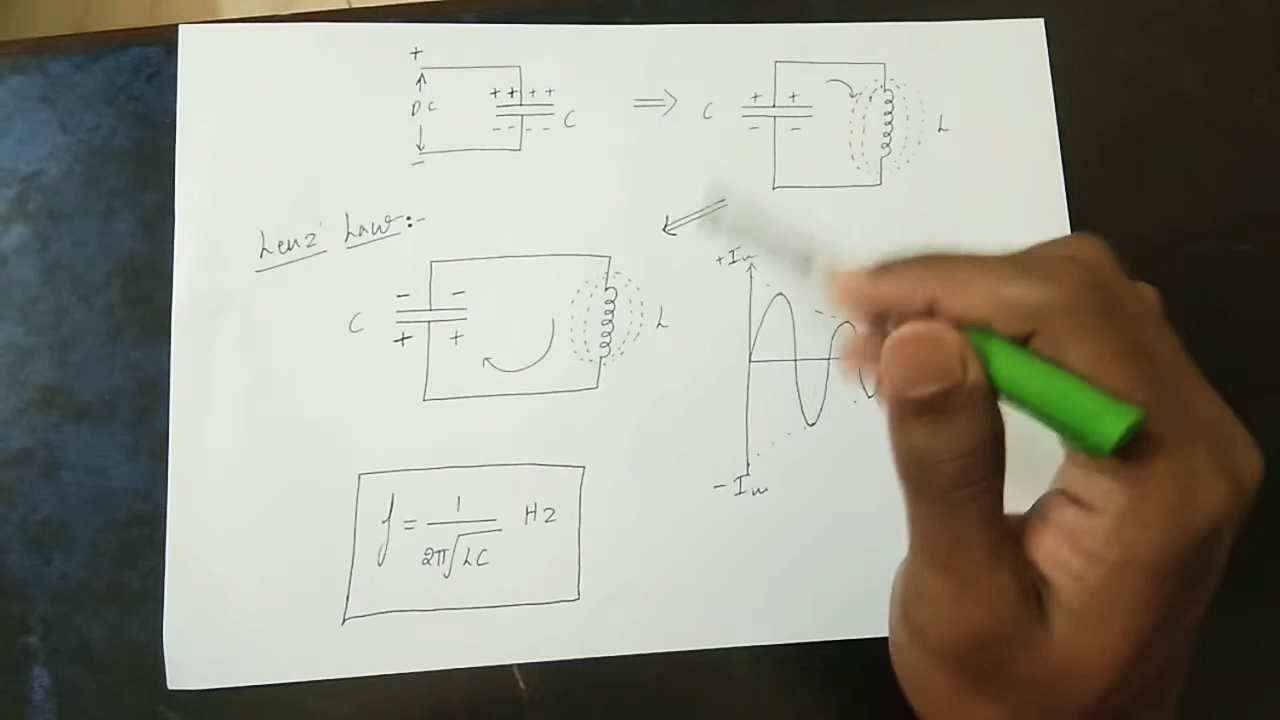 +
DC
-
+ + + +
- - - -
C
⇒
C
+ +
- -
L
Lenz' Law:-
- -
C
+ +
L
+Im
-Im
f = 1/2π√LC Hz